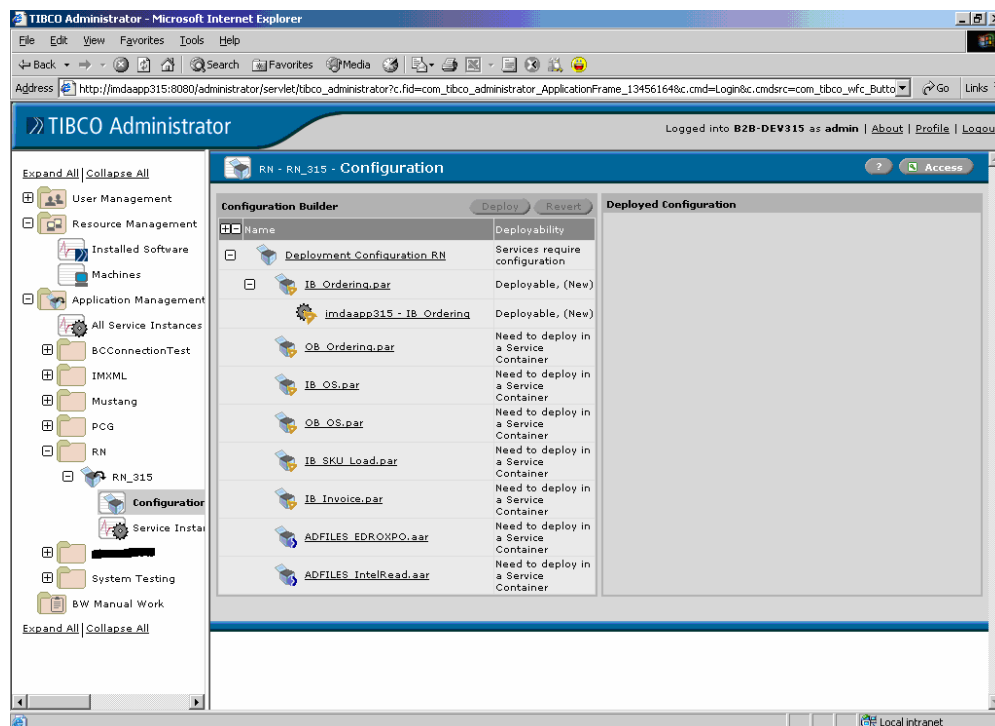 TIBCO Administrator - Microsoft Internet Explorer
File Edit View Favorites Tools Help
Back Search Favorites Media
Address http://imdaapp315:8080/administrator/servlet/tibco_administrator?c.fid=com_tibco_administrator_ApplicationFrame_13456164&c.cmd=Login&c.cmdsrc=com_tibco_wfc_Butto Go Links
TIBCO Administrator
Logged into B2B-DEV315 as admin | About | Profile | Logou
Expand All | Collapse All
User Management
Resource Management
Installed Software
Machines
Application Management
All Service Instances
BCConnectionTest
IMXML
Mustang
PCG
RN
RN_315
Configuration
Service Instar
System Testing
BW Manual Work
Expand All | Collapse All
RN - RN_315 - Configuration ? Access
Configuration Builder Deploy Revert
Name Deployability
Deployment Configuration RN Services require
configuration
IB_Ordering.par Deployable, (New)
imdaapp315 - IB_Ordering Deployable, (New)
OB_Ordering.par Need to deploy in
a Service
Container
IB_OS.par Need to deploy in
a Service
Container
OB_OS.par Need to deploy in
a Service
Container
IB_SKU_Load.par Need to deploy in
a Service
Container
IB_Invoice.par Need to deploy in
a Service
Container
ADFILES_EDROXPO.aar Need to deploy in
a Service
Container
ADFILES_IntelRead.aar Need to deploy in
a Service
Container
Deployed Configuration
Local intranet